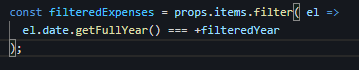 const filteredExpenses = props.items.filter( el =>
  el.date.getFullYear() === +filteredYear
);